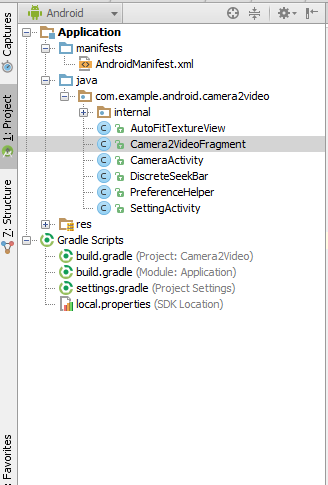 Android
Captures
1: Project
Z: Structure
Favorites
Application
manifests
AndroidManifest.xml
java
com.example.android.camera2video
internal
AutoFitTextureView
Camera2VideoFragment
CameraActivity
DiscreteSeekBar
PreferenceHelper
SettingActivity
res
Gradle Scripts
build.gradle (Project: Camera2Video)
build.gradle (Module: Application)
settings.gradle (Project Settings)
local.properties (SDK Location)